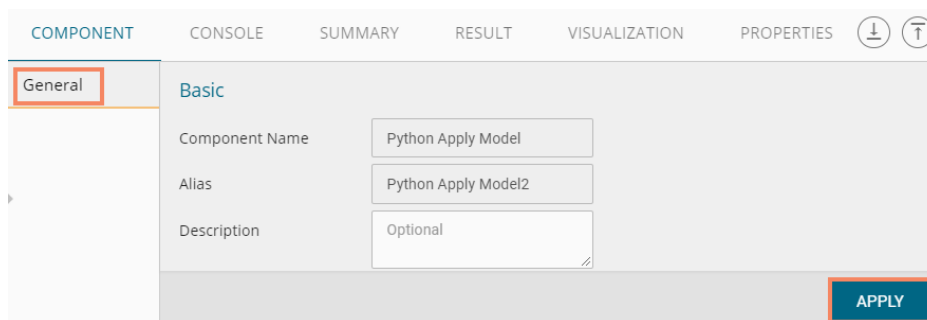 COMPONENT CONSOLE SUMMARY RESULT VISUALIZATION PROPERTIES
General
Basic
Component Name Python Apply Model
Alias Python Apply Model2
Description Optional
APPLY